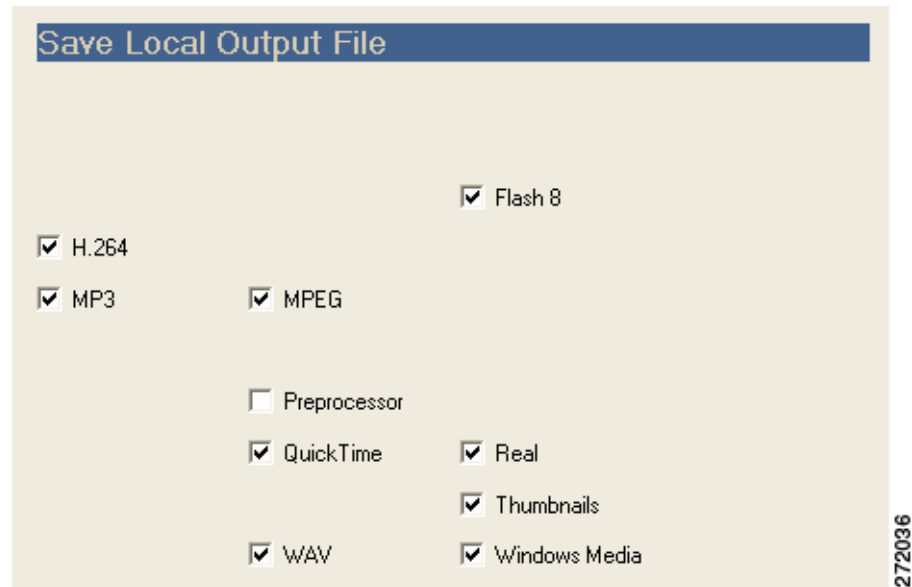 Save Local Output File
Flash 8
H.264
MP3 MPEG
Preprocessor
QuickTime Real
Thumbnails
WAV Windows Media
272036